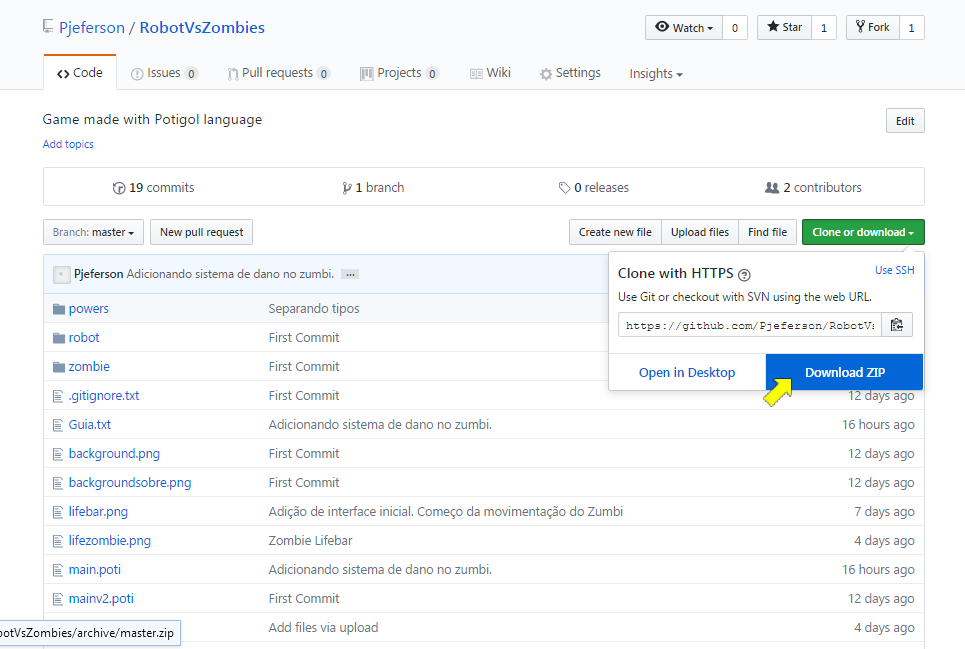 Pjeferson / RobotVsZombies
Watch 0 Star 1 Fork 1
Code Issues 0 Pull requests 0 Projects 0 Wiki Settings Insights
Game made with Potigol language
Edit
Add topics
19 commits 1 branch 0 releases 2 contributors
Branch: master New pull request Create new file Upload files Find file Clone or download
Pjeferson Adicionando sistema de dano no zumbi. ...
Clone with HTTPS ? Use SSH
Use Git or checkout with SVN using the web URL.
https://github.com/Pjeferson/RobotVs
Open in Desktop Download ZIP
powers Separando tipos
robot First Commit
zombie First Commit
.gitignore.txt First Commit 12 days ago
Guia.txt Adicionando sistema de dano no zumbi. 16 hours ago
background.png First Commit 12 days ago
backgroundsobre.png First Commit 12 days ago
lifebar.png Adição de interface inicial. Começo da movimentação do Zumbi 7 days ago
lifezombie.png Zombie Lifebar 4 days ago
main.poti Adicionando sistema de dano no zumbi. 16 hours ago
mainv2.poti First Commit 12 days ago
Add files via upload 4 days ago
botVsZombies/archive/master.zip